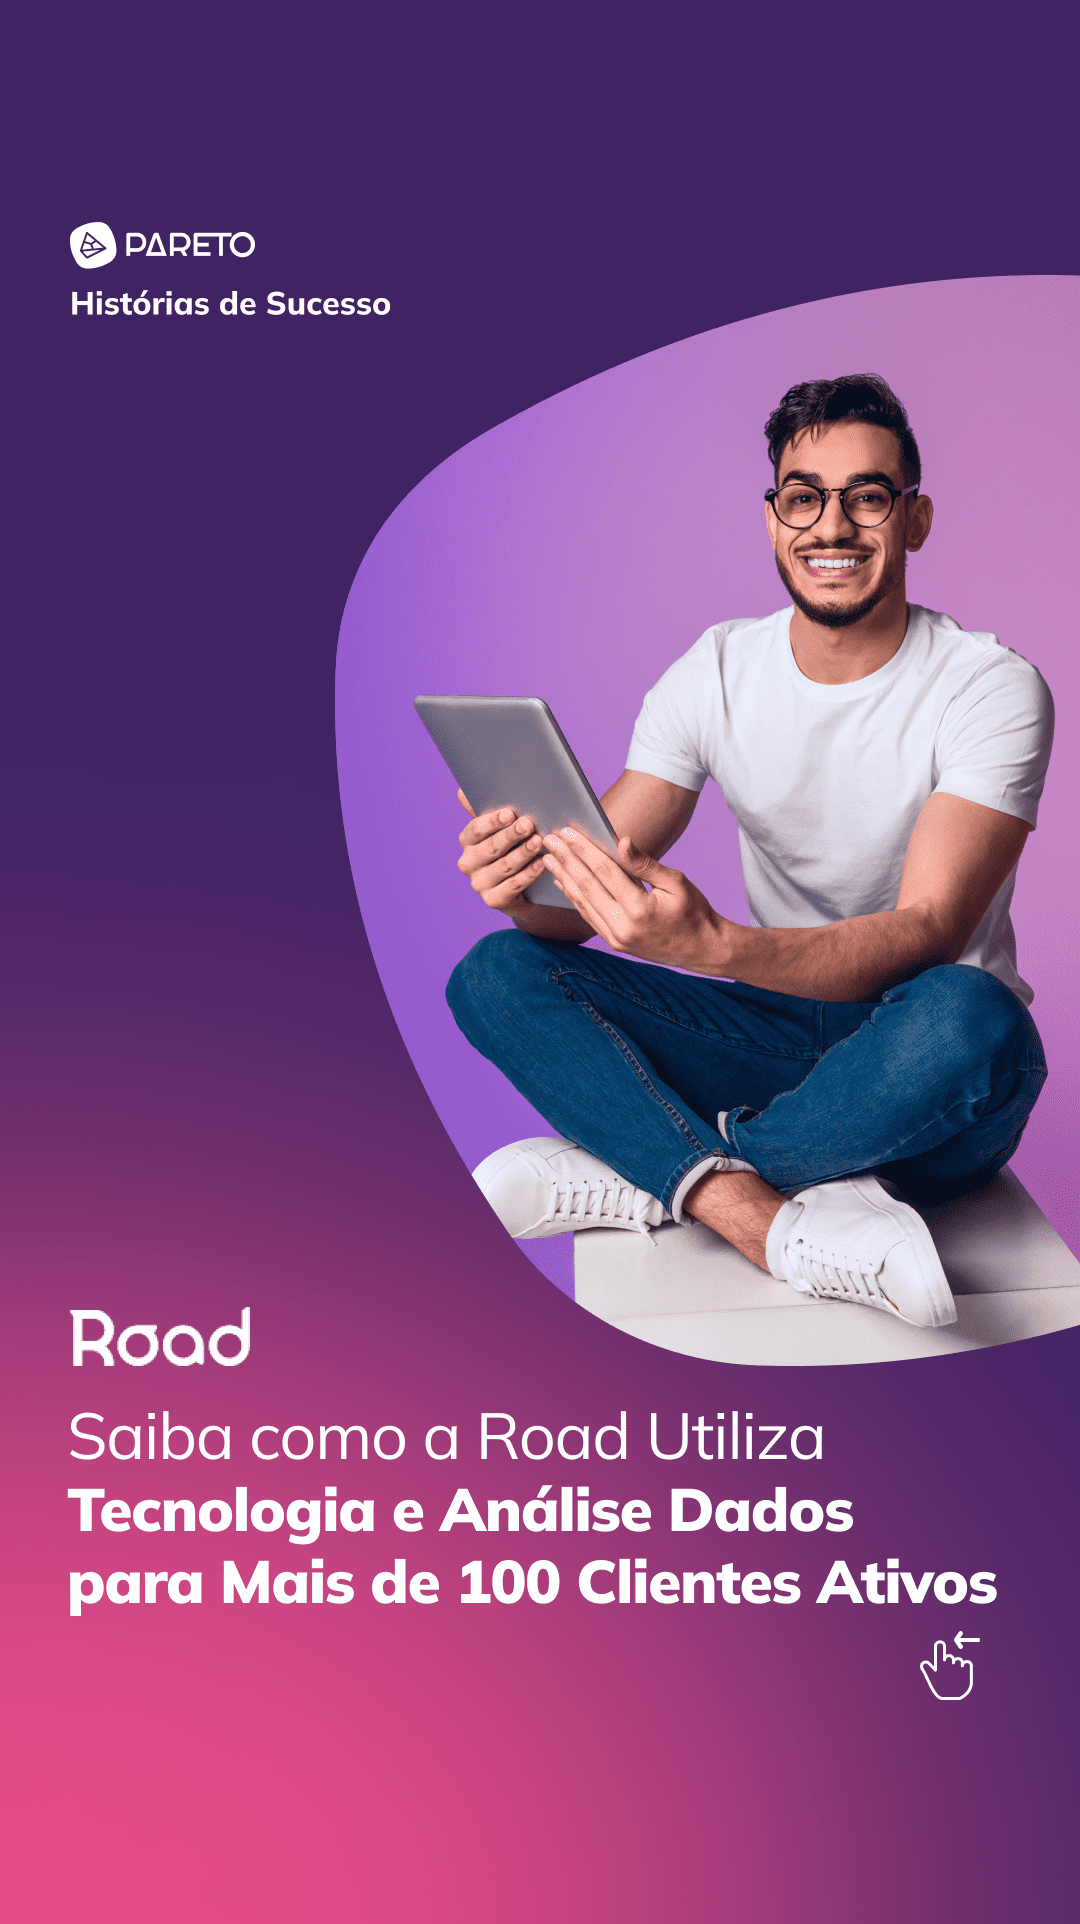 PARETO
Histórias de Sucesso
Road
Saiba como a Road Utiliza
Tecnologia e Análise Dados
para Mais de 100 Clientes Ativos